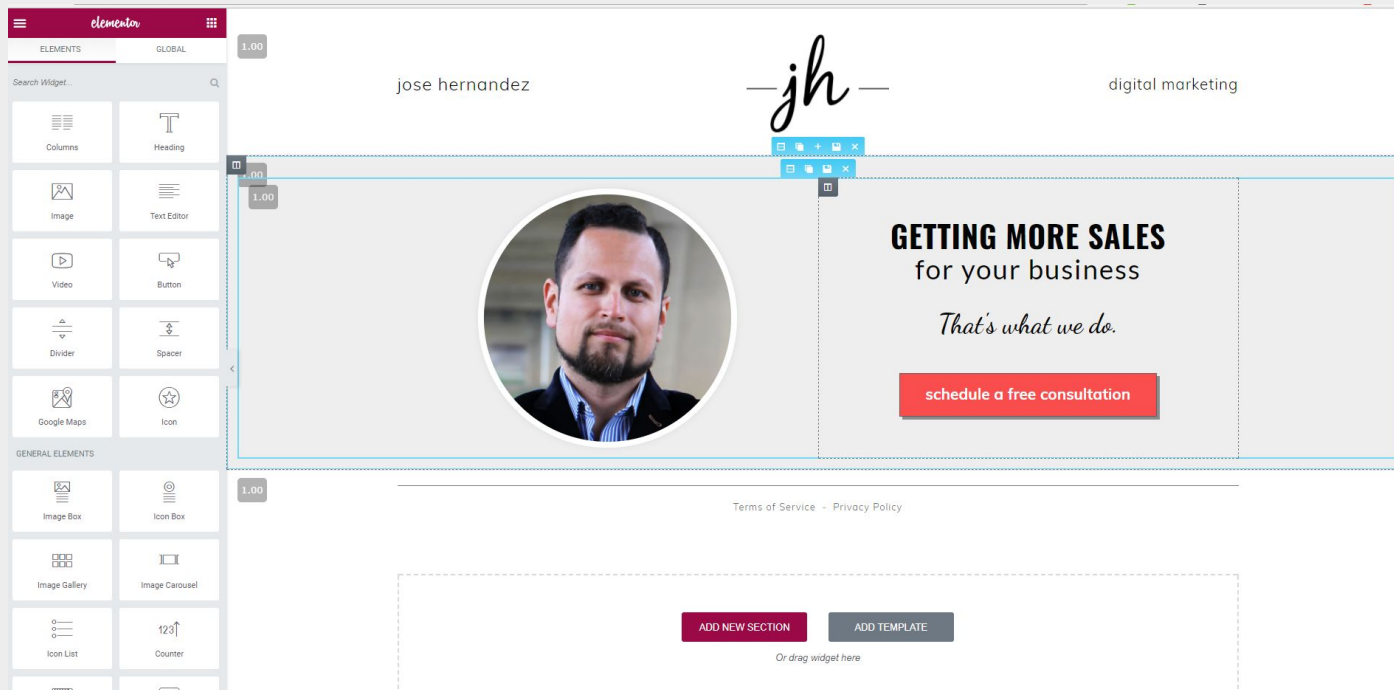 elementor
ELEMENTS GLOBAL
Search Widget...
Columns Heading
Image Text Editor
Video Button
Divider Spacer
Google Maps Icon
GENERAL ELEMENTS
Image Box Icon Box
Image Gallery Image Carousel
123
Icon List Counter
1.00
jose hernandez
jh
digital marketing
1.00
1.00
GETTING MORE SALES
for your business
That's what we do.
schedule a free consultation
1.00
Terms of Service - Privacy Policy
ADD NEW SECTION ADD TEMPLATE
Or drag widget here